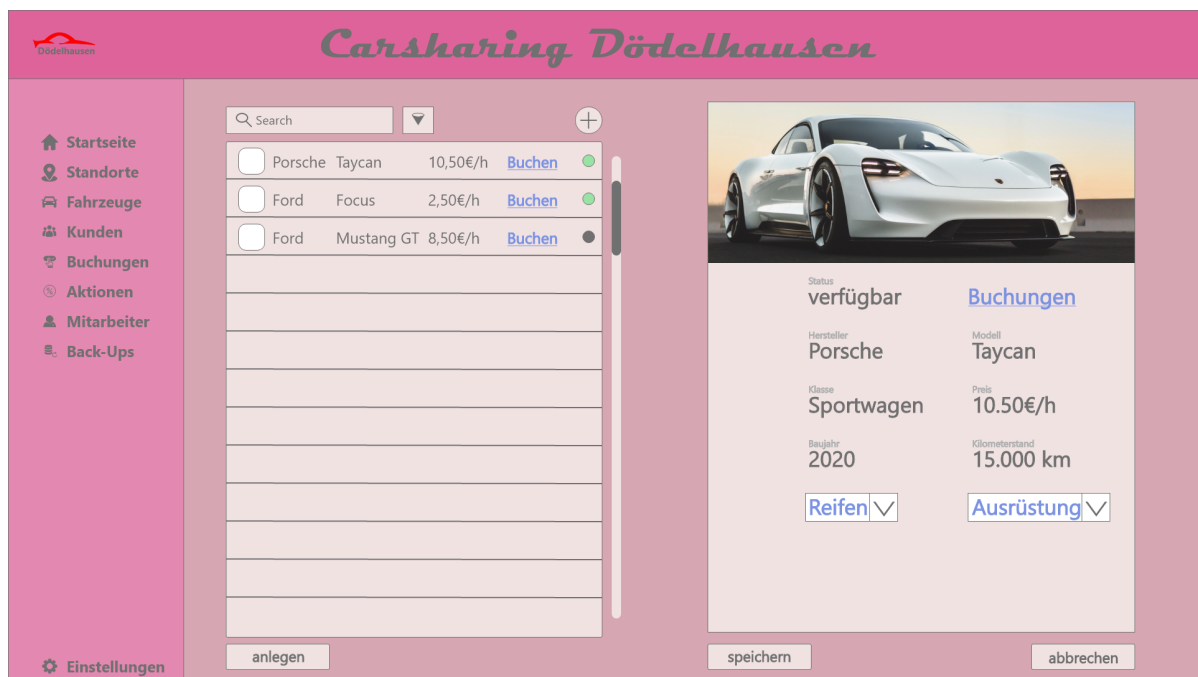 Dödelhausen
Carsharing Dödelhausen
Startseite
Standorte
Fahrzeuge
Kunden
Buchungen
Aktionen
Mitarbeiter
Back-Ups
Einstellungen
Search
Porsche Taycan 10,50€/h Buchen
Ford Focus 2,50€/h Buchen
Ford Mustang GT 8,50€/h Buchen
anlegen
Status
verfügbar
Buchungen
Hersteller
Porsche
Modell
Taycan
Klasse
Sportwagen
Preis
10.50€/h
Baujahr
2020
Kilometerstand
15.000 km
Reifen
Ausrüstung
speichern
abbrechen